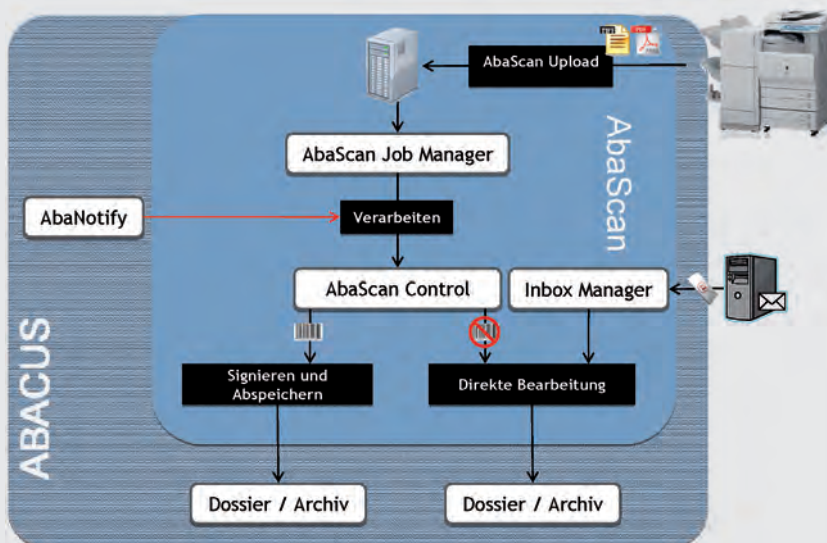 AbaScan Upload
AbaScan
AbaScan Job Manager
AbaNotify
Verarbeiten
AbaScan Control
Inbox Manager
Signieren und
Abspeichern
Direkte Bearbeitung
ABACUS
Dossier / Archiv
Dossier / Archiv